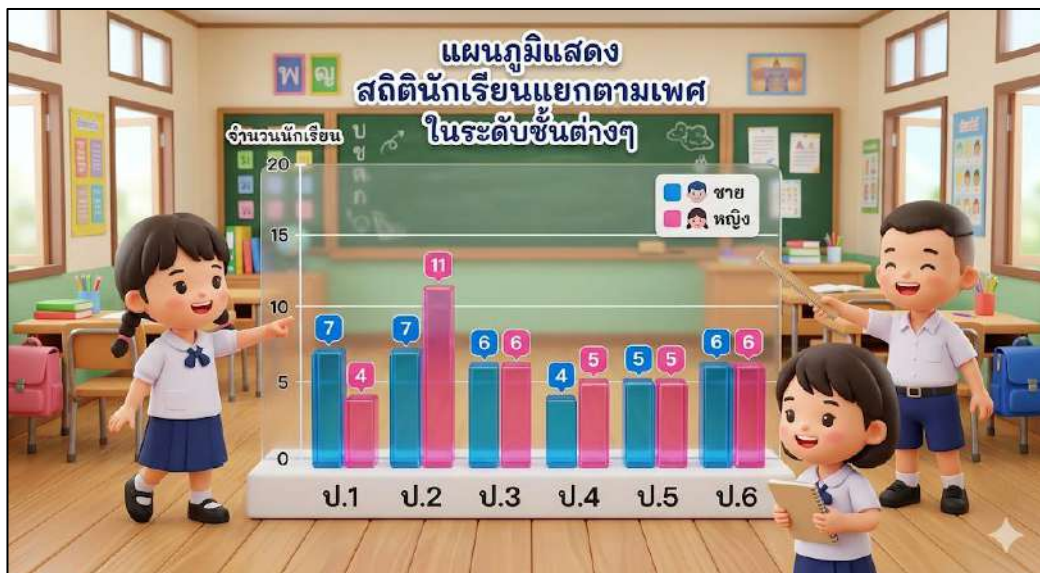 แผนภูมิแสดง
สถิตินักเรียนแยกตามเพศ
ในระดับชั้นต่างๆ
พ ญ
จำนวนนักเรียน
20
15
10
5
0
ชาย
หญิง
7 4
7 11
6 6
4 5
5 5
6 6
ป.1 ป.2 ป.3 ป.4 ป.5 ป.6